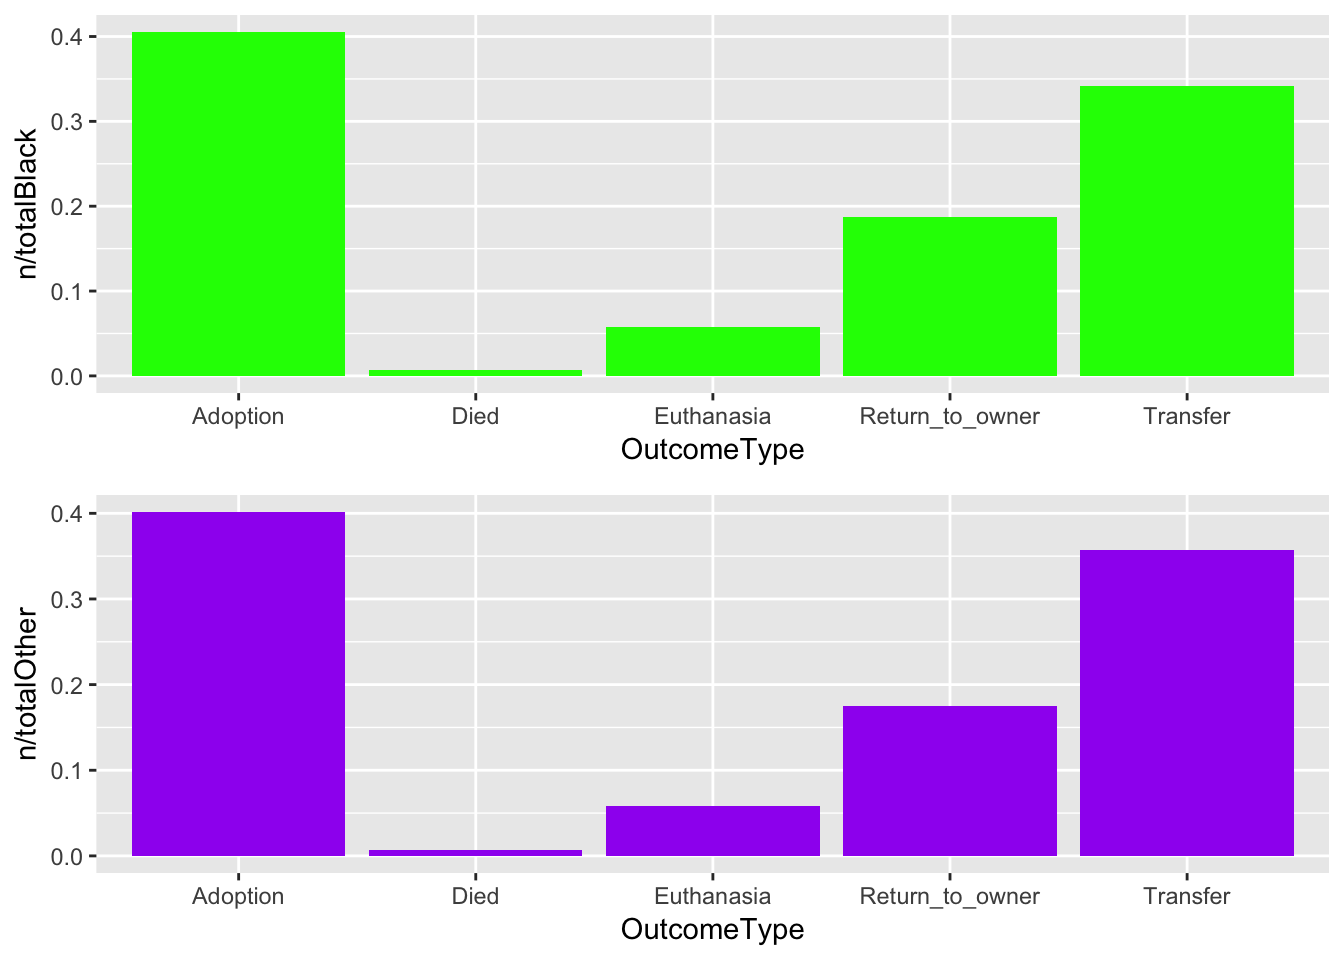 n/totalBlack
0.4
0.3
0.2
0.1
0.0
Adoption Died Euthanasia Return_to_owner Transfer
OutcomeType
n/totalOther
0.4
0.3
0.2
0.1
0.0
Adoption Died Euthanasia Return_to_owner Transfer
OutcomeType